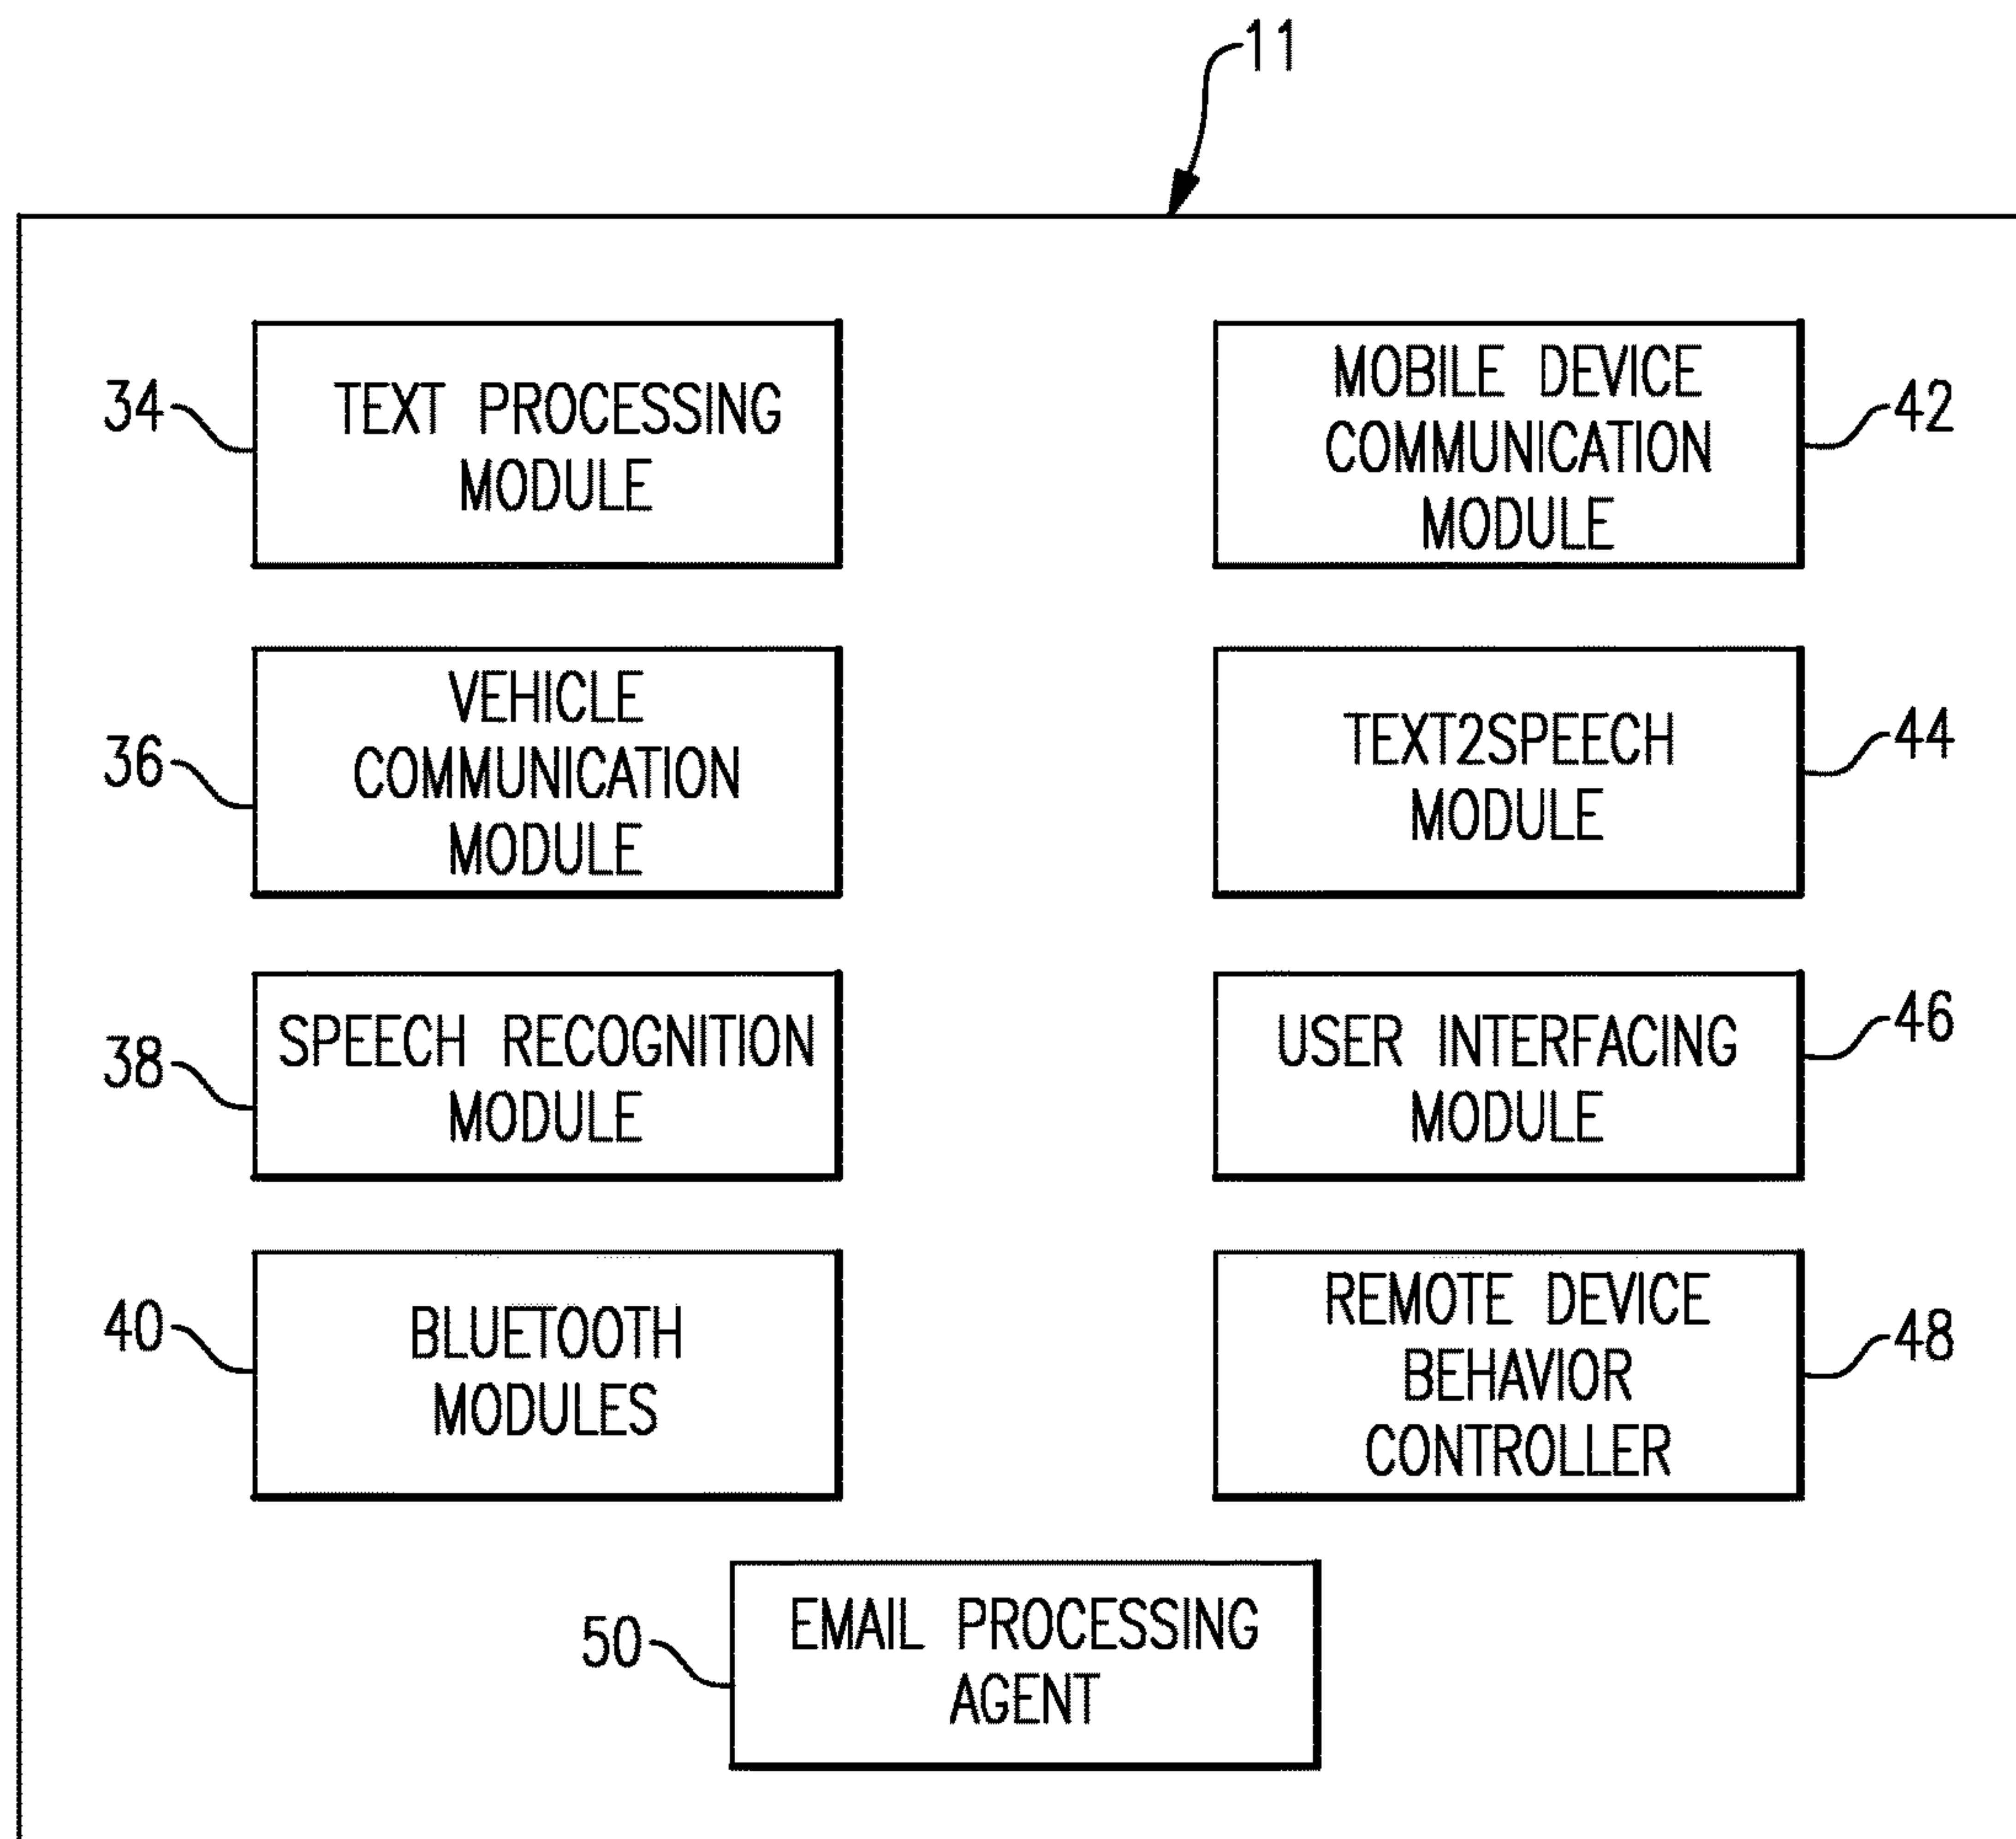 11
34
TEXT PROCESSING
MODULE
MOBILE DEVICE
COMMUNICATION
MODULE
42
36
VEHICLE
COMMUNICATION
MODULE
TEXT2SPEECH
MODULE
44
38
SPEECH RECOGNITION
MODULE
USER INTERFACING
MODULE
46
40
BLUETOOTH
MODULES
REMOTE DEVICE
BEHAVIOR
CONTROLLER
48
50
EMAIL PROCESSING
AGENT